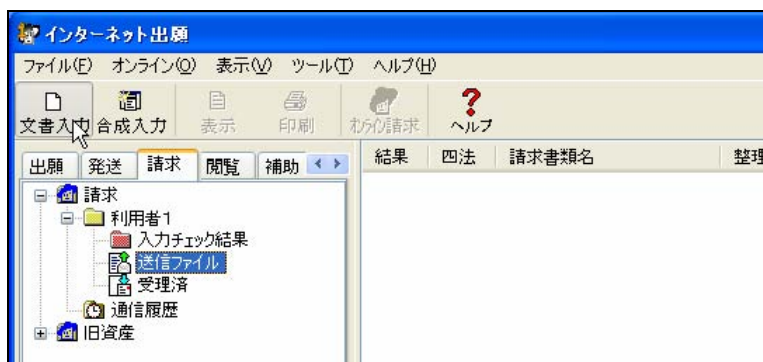 インターネット出願
ファイル(F) オンライン(O) 表示(V) ツール(T) ヘルプ(H)
文書入力 合成入力 表示 印刷 オンライン請求 ヘルプ
出願 発送 請求 閲覧 補助
結果 四法 請求書類名 整理
請求
利用者1
入力チェック結果
送信ファイル
受理済
通信履歴
旧資産